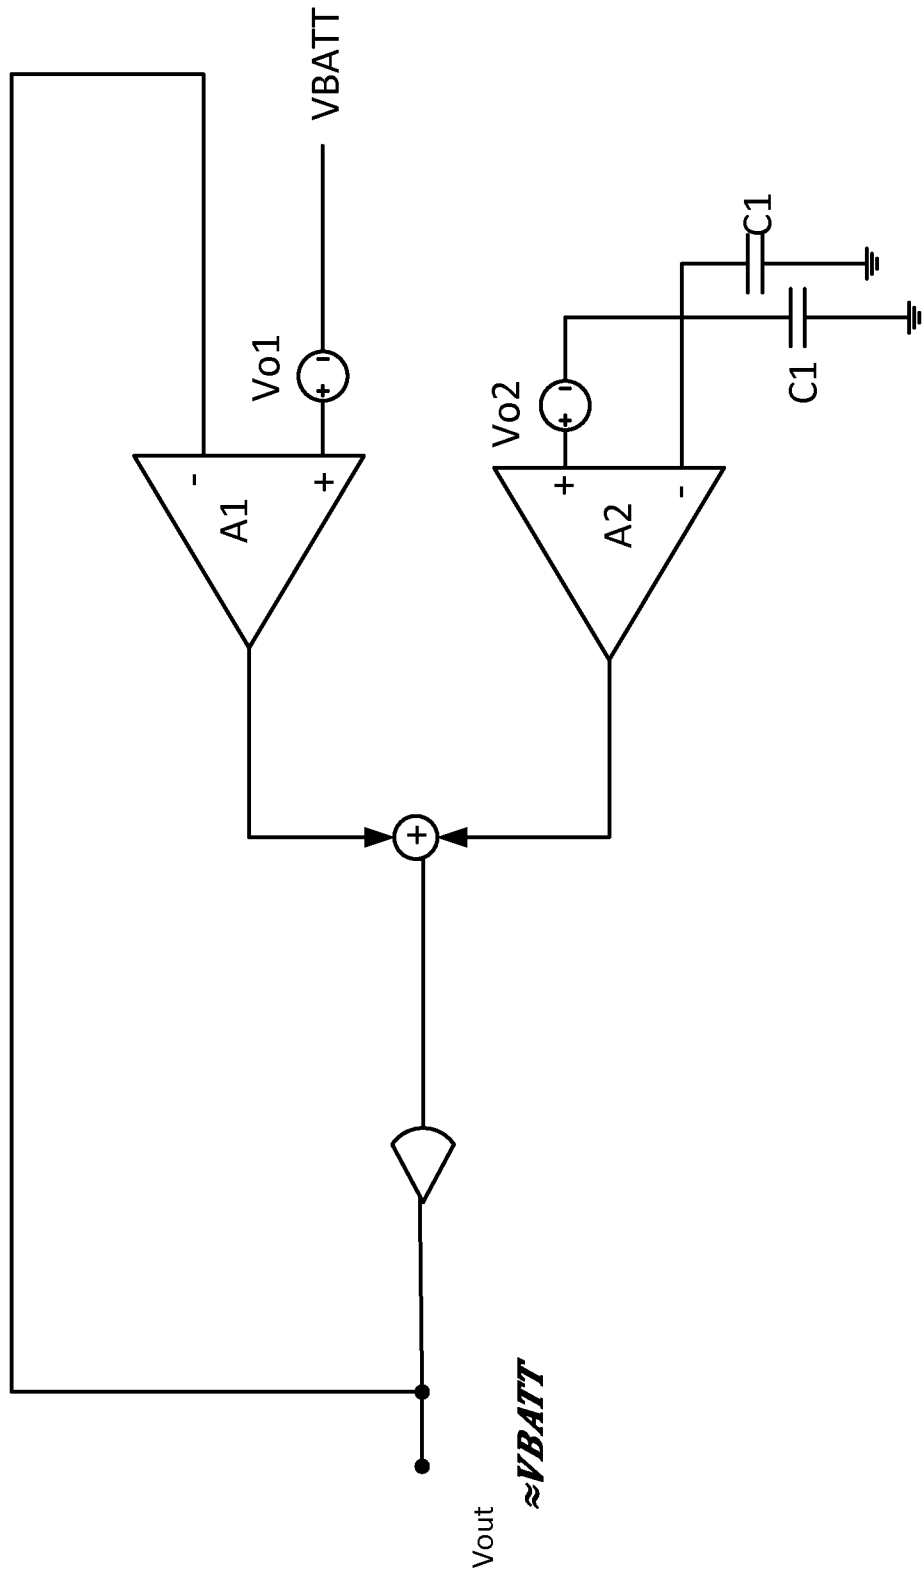 VBATT
Vo1
-
+
- +
A1
Vo2
-
+
+
-
A2
C1
C1
+
Vout
≈VBATT